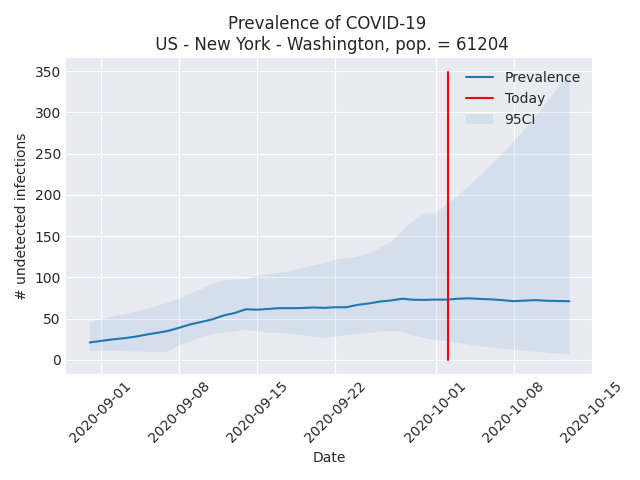 Prevalence of COVID-19
US - New York - Washington, pop. = 61204
# undetected infections
350
300
250
200
150
100
50
0
Prevalence
Today
95CI
2020-09-01
2020-09-08
2020-09-15
2020-09-22
2020-10-01
2020-10-08
2020-10-15
Date